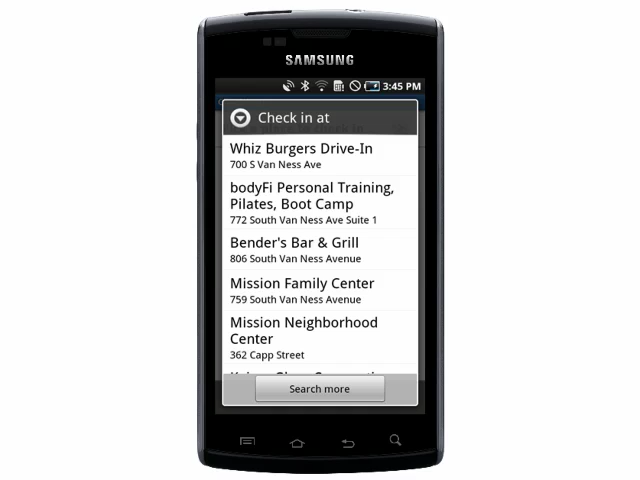 SAMSUNG
3:45 PM
Check in at
Whiz Burgers Drive-In
700 S Van Ness Ave
bodyFi Personal Training,
Pilates, Boot Camp
772 South Van Ness Ave Suite 1
Bender's Bar & Grill
806 South Van Ness Avenue
Mission Family Center
759 South Van Ness Avenue
Mission Neighborhood
Center
362 Capp Street
Search more